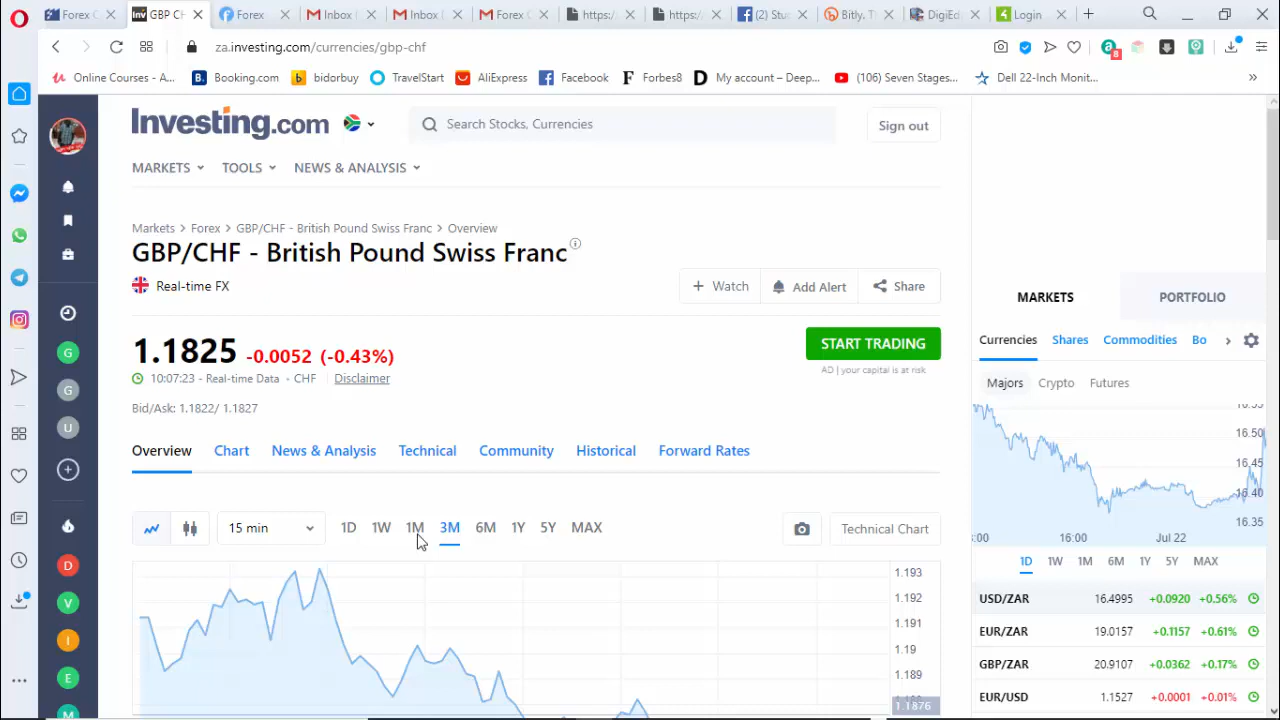 Forex C
GBP CH
Forex
Inbox (
Inbox (
Forex C
https:/
https:/
(2) Stu
Bitly. T
DigiEd
Login
za.investing.com/currencies/gbp-chf
8
Online Courses - A...
Booking.com
bidorbuy
TravelStart
AliExpress
Facebook
Forbes8
My account – Deep...
(106) Seven Stages...
Dell 22-Inch Monit...
Investing.com
Search Stocks, Currencies
Sign out
MARKETS
TOOLS
NEWS & ANALYSIS
Markets > Forex > GBP/CHF - British Pound Swiss Franc > Overview
GBP/CHF - British Pound Swiss Franc
Real-time FX
+ Watch
Add Alert
Share
1.1825 -0.0052 (-0.43%)
START TRADING
AD | your capital is at risk.
10:07:23 - Real-time Data · CHF
Disclaimer
Bid/Ask: 1.1822/ 1.1827
Overview
Chart
News & Analysis
Technical
Community
Historical
Forward Rates
15 min
1D
1W
1M
3M
6M
1Y
5Y
MAX
Technical Chart
1.193
1.192
1.191
1.19
1.189
1.1876
G
G
U
D
V
I
E
M
MARKETS
PORTFOLIO
Currencies
Shares
Commodities
Bo
Majors
Crypto
Futures
16.55
16.50
16.45
16.40
16.35
:00
16:00
Jul 22
1D
1W
1M
6M
1Y
5Y
MAX
USD/ZAR 16.4995 +0.0920 +0.56%
EUR/ZAR 19.0157 +0.1157 +0.61%
GBP/ZAR 20.9107 +0.0362 +0.17%
EUR/USD 1.1527 +0.0001 +0.01%